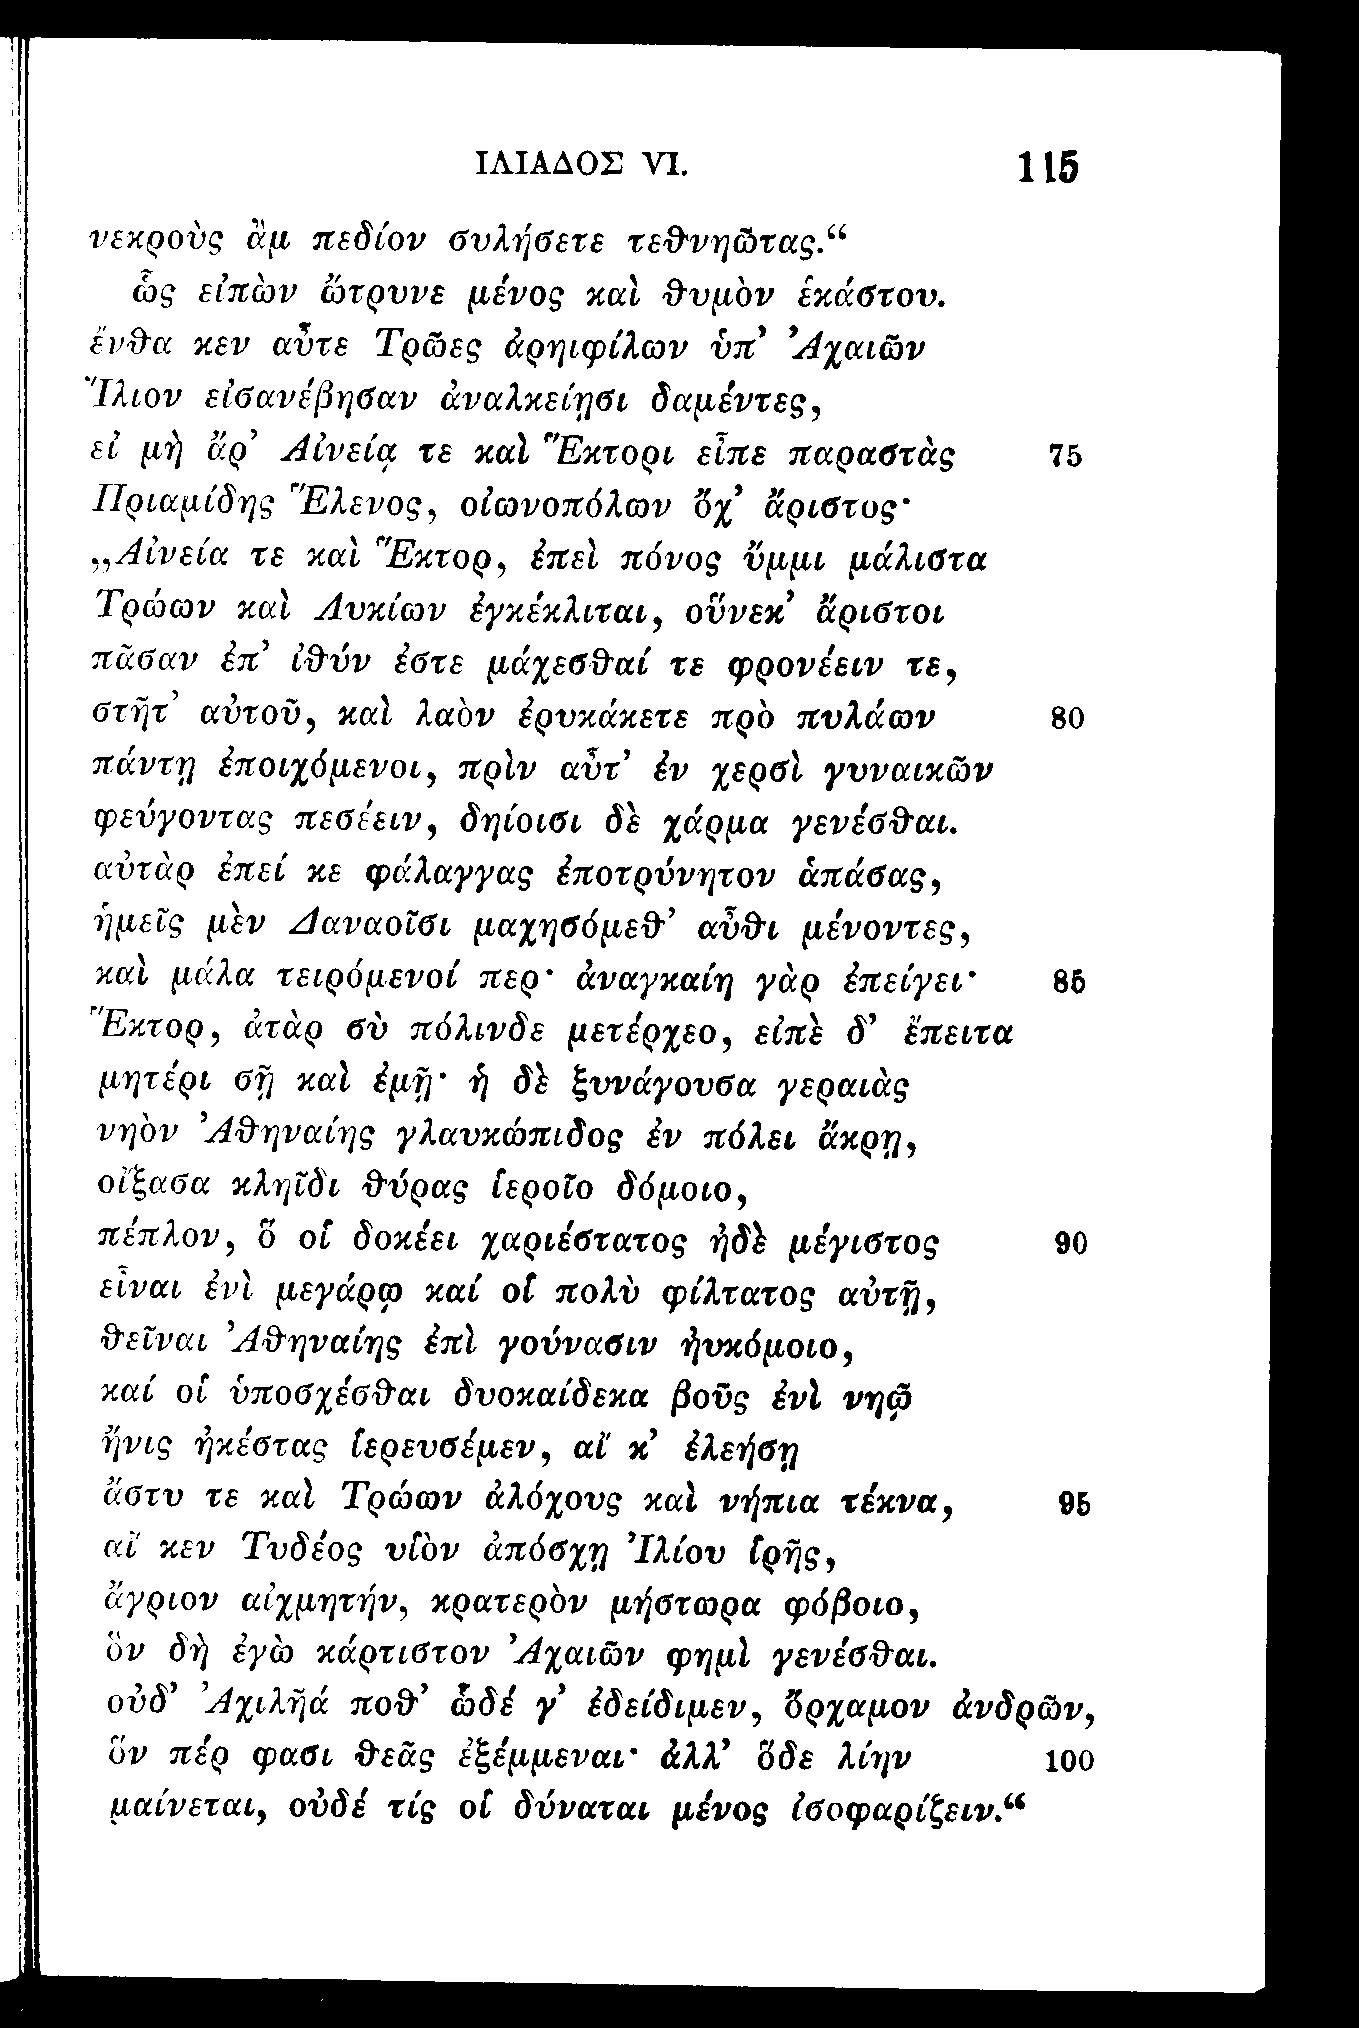 ΙΛΙΑΔΟΣ VI. 115
νεκροὺς ἂμ πεδίον συλήσετε τεθνηῶτας.“
ὣς εἰπὼν ὤτρυνε μένος καὶ θυμὸν ἑκάστου.
ἔνθα κεν αὖτε Τρῶες ἀρηιφίλων ὑπ’ Ἀχαιῶν
Ἴλιον εἰσανέβησαν ἀναλκείῃσι δαμέντες,
εἰ μὴ ἄρ’ Αἰνείᾳ τε καὶ Ἕκτορι εἶπε παραστὰς 75
Πριαμίδης Ἕλενος, οἰωνοπόλων ὄχ’ ἄριστος·
„Αἰνεία τε καὶ Ἕκτορ, ἐπεὶ πόνος ὔμμι μάλιστα
Τρώων καὶ Λυκίων ἐγκέκλιται, οὕνεκ’ ἄριστοι
πᾶσαν ἐπ’ ἰθύν ἐστε μάχεσθαί τε φρονέειν τε,
στῆτ’ αὐτοῦ, καὶ λαὸν ἐρυκάκετε πρὸ πυλάων 80
πάντῃ ἐποιχόμενοι, πρὶν αὖτ’ ἐν χερσὶ γυναικῶν
φεύγοντας πεσέειν, δηίοισι δὲ χάρμα γενέσθαι.
αὐτὰρ ἐπεί κε φάλαγγας ἐποτρύνητον ἁπάσας,
ἡμεῖς μὲν Δαναοῖσι μαχησόμεθ’ αὖθι μένοντες,
καὶ μάλα τειρόμενοί περ· ἀναγκαίη γὰρ ἐπείγει· 85
Ἕκτορ, ἀτὰρ σὺ πόλινδε μετέρχεο, εἰπὲ δ’ ἔπειτα
μητέρι σῇ καὶ ἐμῇ· ἡ δὲ ξυνάγουσα γεραιὰς
νηὸν Ἀθηναίης γλαυκώπιδος ἐν πόλει ἄκρῃ,
οἴξασα κληῖδι θύρας ἱεροῖο δόμοιο,
πέπλον, ὅ οἱ δοκέει χαριέστατος ἠδὲ μέγιστος 90
εἶναι ἐνὶ μεγάρῳ καί οἱ πολὺ φίλτατος αὐτῇ,
θεῖναι Ἀθηναίης ἐπὶ γούνασιν ἠυκόμοιο,
καί οἱ ὑποσχέσθαι δυοκαίδεκα βοῦς ἐνὶ νηῷ
ἤνις ἠκέστας ἱερευσέμεν, αἴ κ’ ἐλεήσῃ
ἄστυ τε καὶ Τρώων ἀλόχους καὶ νήπια τέκνα, 95
αἴ κεν Τυδέος υἱὸν ἀπόσχῃ Ἰλίου ἱρῆς,
ἄγριον αἰχμητήν, κρατερὸν μήστωρα φόβοιο,
ὃν δὴ ἐγὼ κάρτιστον Ἀχαιῶν φημὶ γενέσθαι.
οὐδ’ Ἀχιλῆά ποθ’ ὧδέ γ’ ἐδείδιμεν, ὄρχαμον ἀνδρῶν,
ὅν πέρ φασι θεᾶς ἐξέμμεναι· ἀλλ’ ὅδε λίην 100
μαίνεται, οὐδέ τίς οἱ δύναται μένος ἰσοφαρίζειν.“